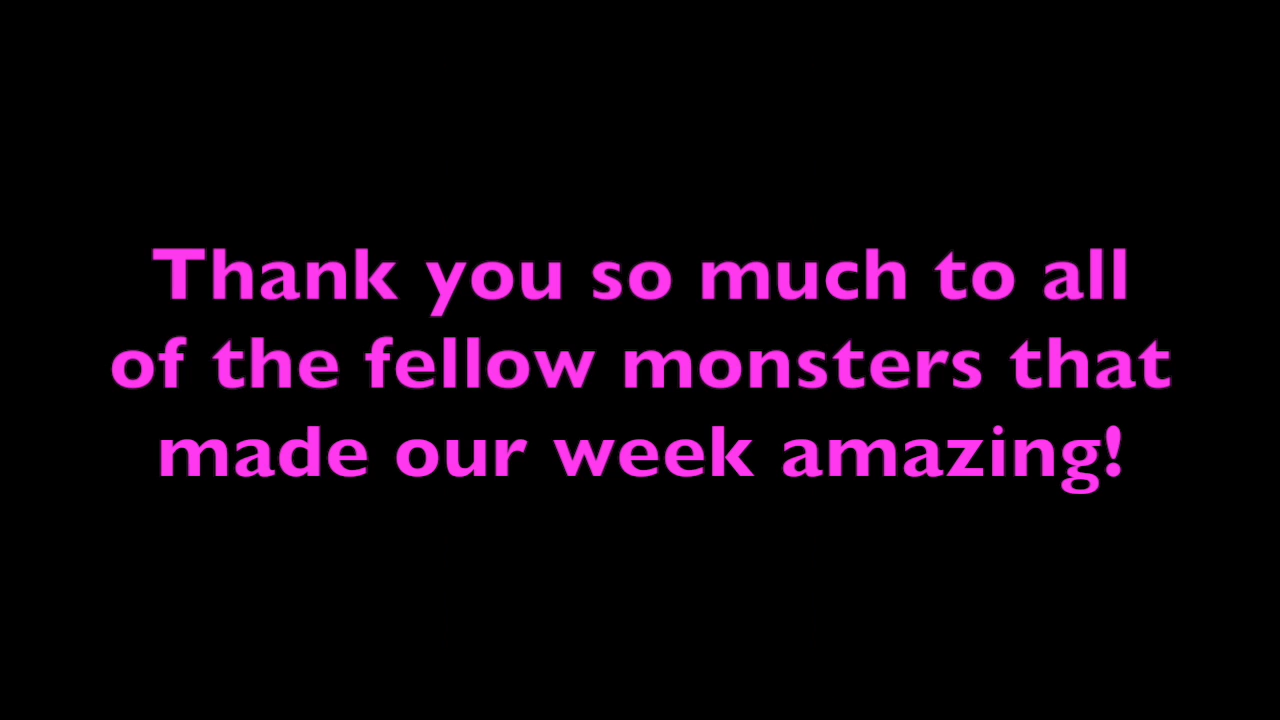 Thank you so much to all
of the fellow monsters that
made our week amazing!